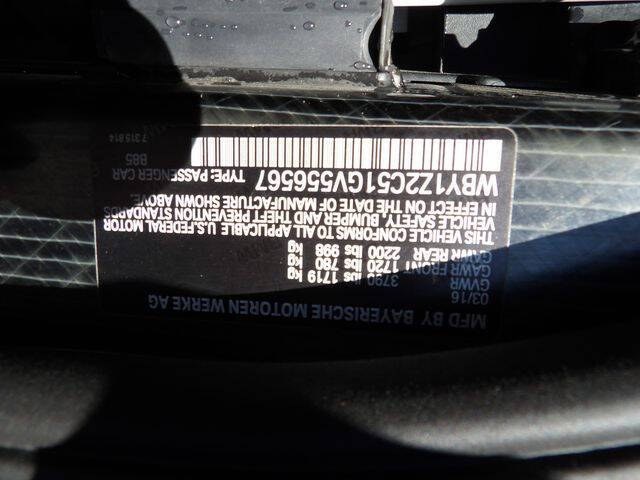 MFD BY BAYERISCHE MOTOREN WERKE AG
03/16
GVWR 3790 lbs 1719 kg
GAWR FRONT 1720 lbs 780 kg
GAWR REAR 2200 lbs 998 kg
THIS VEHICLE CONFORMS TO ALL APPLICABLE U.S.FEDERAL MOTOR
VEHICLE SAFETY, BUMPER AND THEFT PREVENTION STANDARDS
IN EFFECT ON THE DATE OF MANUFACTURE SHOWN ABOVE.
WBY1Z2C51GV556567 TYPE: PASSENGER CAR
B85
7315814